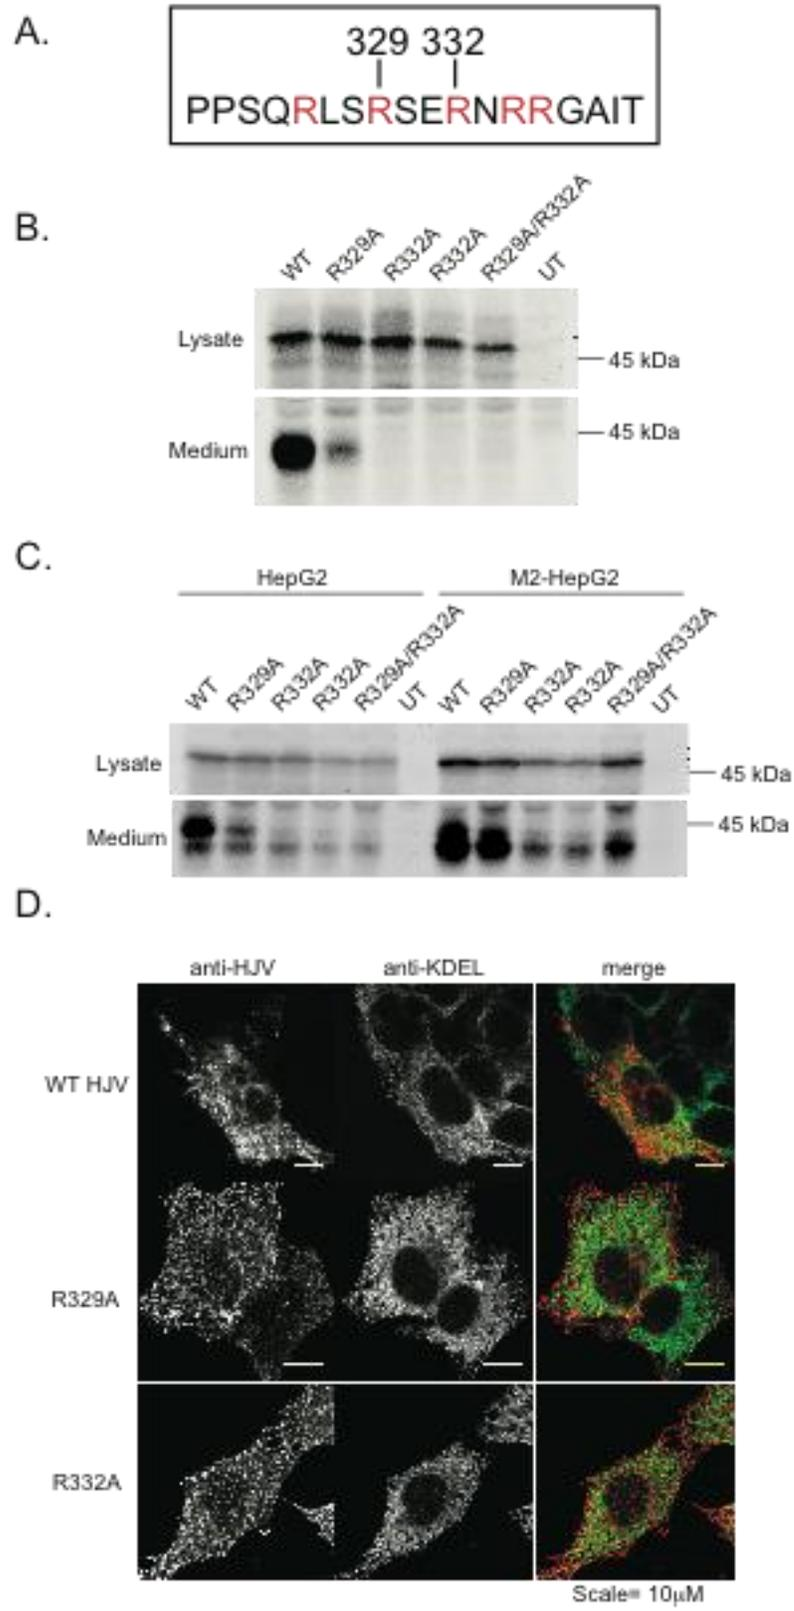 A.
329 332
PPSQRLSRSERNRRGAIT
B.
WT R329A R332A R332A R329A/R332A UT
Lysate
45 kDa
45 kDa
Medium
C.
HepG2 M2-HepG2
WT R329A R332A R332A R329A/R332A UT WT R329A R332A R332A R329A/R332A UT
Lysate
45 kDa
45 kDa
Medium
D.
anti-HJV anti-KDEL merge
WT HJV
R329A
R332A
Scale= 10µM